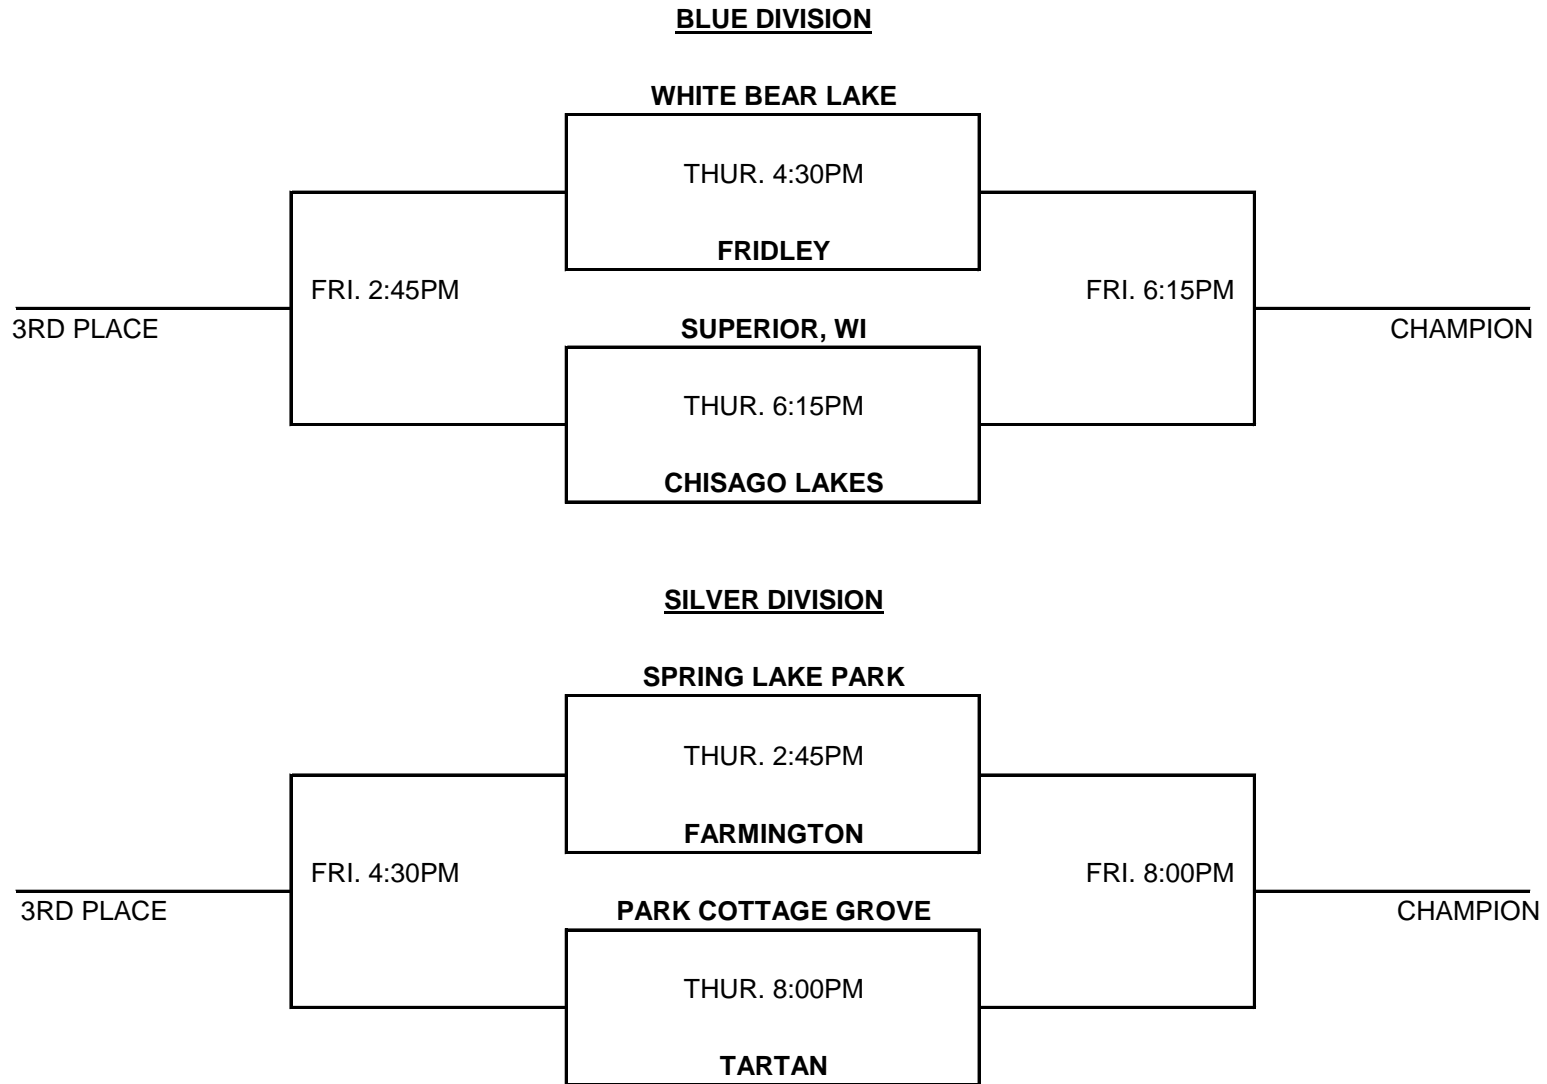 BLUE DIVISION
WHITE BEAR LAKE
THUR. 4:30PM
FRIDLEY
FRI. 2:45PM
FRI. 6:15PM
3RD PLACE
SUPERIOR, WI
CHAMPION
THUR. 6:15PM
CHISAGO LAKES
SILVER DIVISION
SPRING LAKE PARK
THUR. 2:45PM
FARMINGTON
FRI. 4:30PM
FRI. 8:00PM
3RD PLACE
PARK COTTAGE GROVE
CHAMPION
THUR. 8:00PM
TARTAN